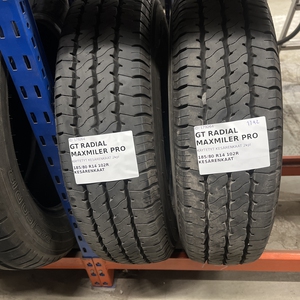 GT RADIAL
MAXMILER PRO
185/80 R14 102R
KESÄRENKAAT
GT RADIAL
MAXMILER PRO
185/80 R14 102R
KESÄRENKAAT